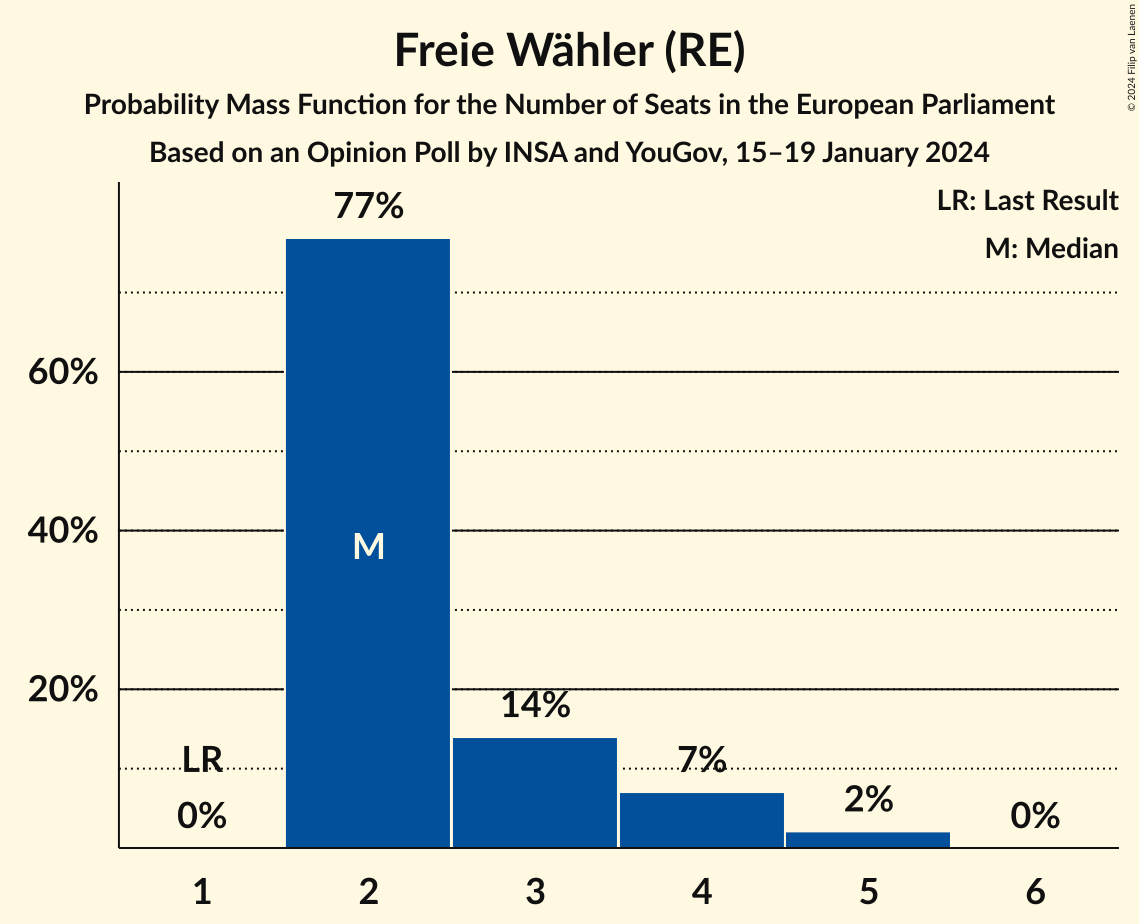 Freie Wähler (RE)
Probability Mass Function for the Number of Seats in the European Parliament
Based on an Opinion Poll by INSA and YouGov, 15–19 January 2024
© 2024 Filip van Laenen
LR: Last Result
M: Median
77%
60%
40%
M
20%
14%
LR
7%
2%
0%
0%
1 2 3 4 5 6